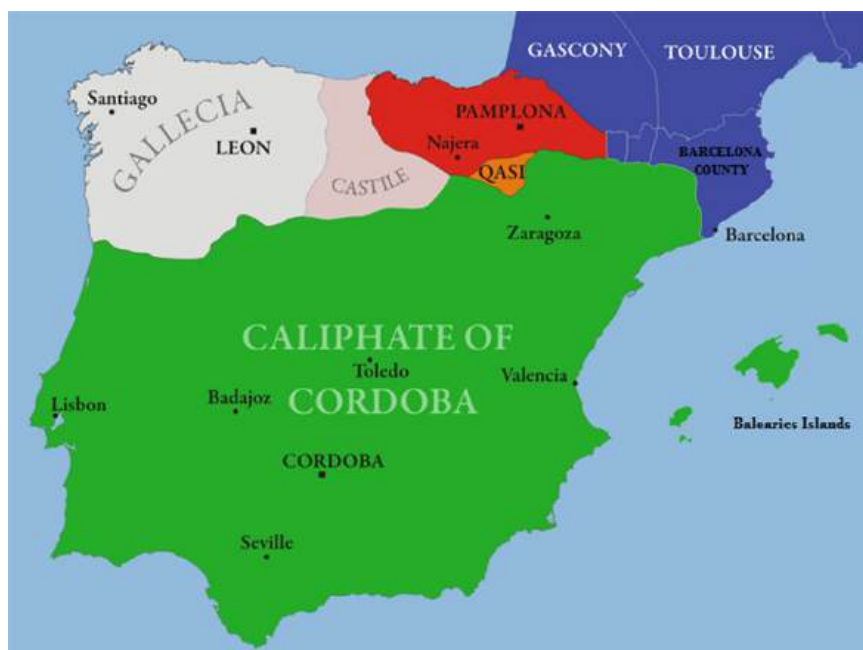 GASCONY
TOULOUSE
Santiago
GALLECIA
LEON
PAMPLONA
Najera
BARCELONA
COUNTY
CASTILE
QASI
Zaragoza
Barcelona
CALIPHATE OF
Toledo
CORDOBA
Valencia
Lisbon
Badajoz
Balearies Islands
CORDOBA
Seville